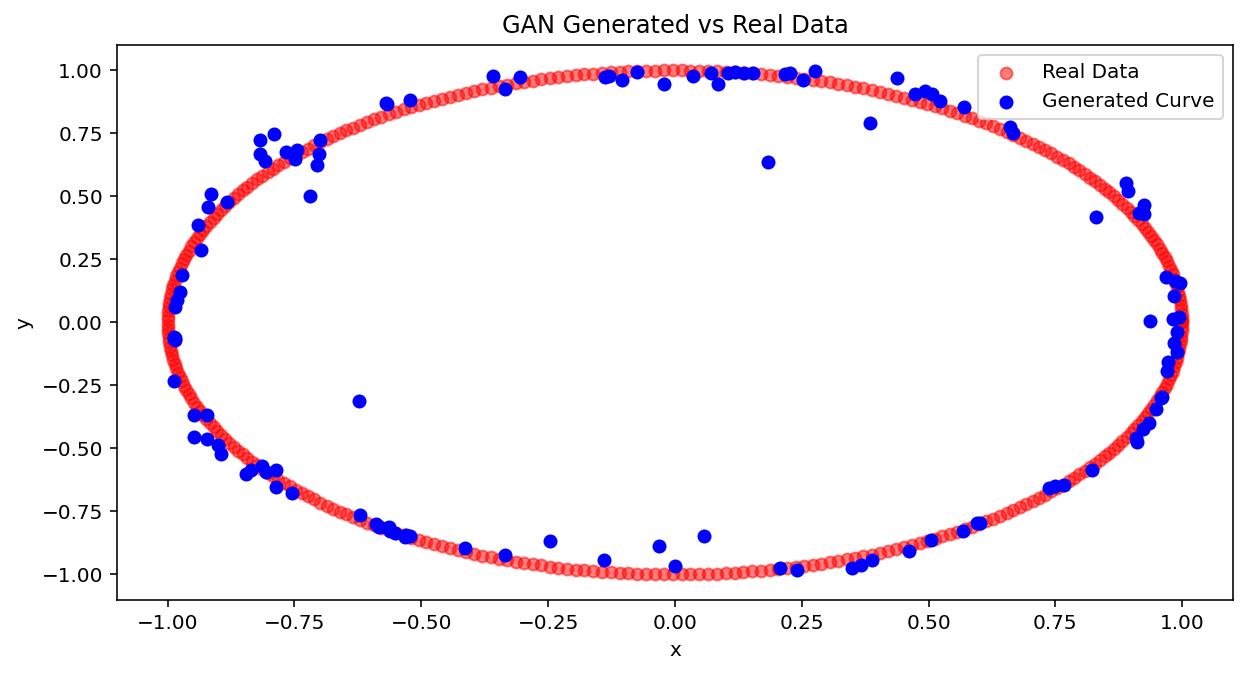 GAN Generated vs Real Data
Real Data
Generated Curve
1.00
0.75
0.50
0.25
0.00
−0.25
−0.50
−0.75
−1.00
y
−1.00 −0.75 −0.50 −0.25 0.00 0.25 0.50 0.75 1.00
x